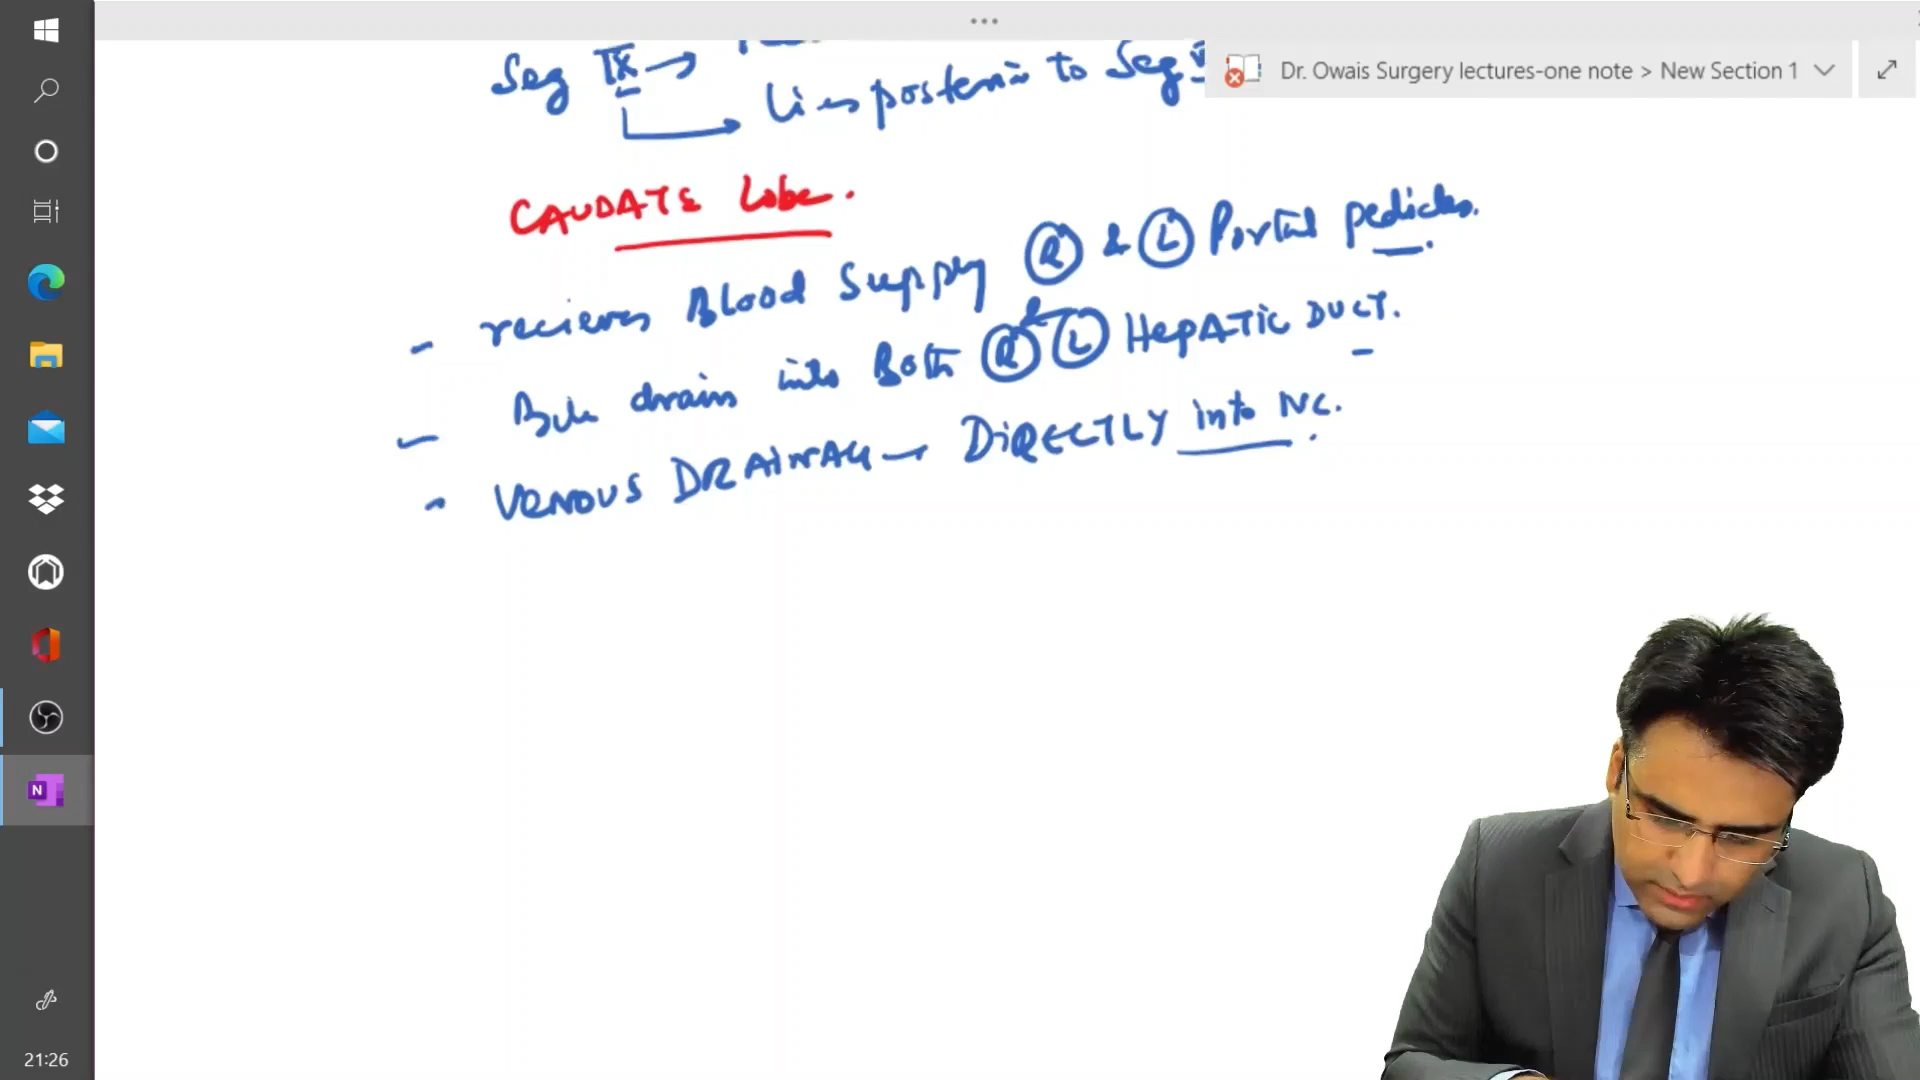 Seg IX →
Lies posterior to Seg
Dr. Owais Surgery lectures-one note > New Section 1
CAUDATE Lobe.
- recieves Blood Supply (R) & (L) Portal pedicles.
- Bile drains into Both (R) & (L) HepATic DUCT.
- VENOUS DRAINAGE → DiRECTLY into IVC.
N
21:26